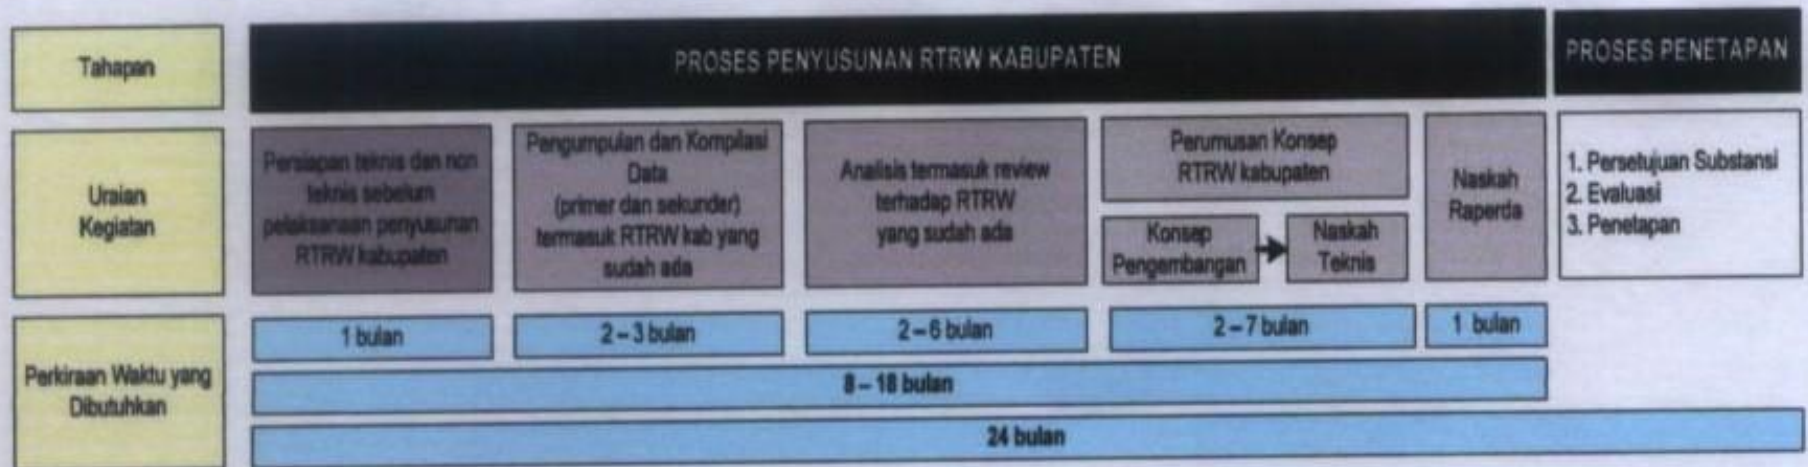 Tahapan
PROSES PENYUSUNAN RTRW KABUPATEN
PROSES PENETAPAN
Uraian
Kegiatan
Persiapan teknis dan non
teknis sebelum
pelaksanaan penyusunan
RTRW kabupaten
Pengumpulan dan Kompilasi
Data
(primer dan sekunder)
termasuk RTRW kab yang
sudah ada
Analisis termasuk review
terhadap RTRW
yang sudah ada
Perumusan Konsep
RTRW kabupaten
Konsep
Pengembangan
Naskah
Teknis
Naskah
Raperda
1. Persetujuan Substansi
2. Evaluasi
3. Penetapan
Perkiraan Waktu yang
Dibutuhkan
1 bulan
2 – 3 bulan
2 – 6 bulan
2 – 7 bulan
1 bulan
8 – 18 bulan
24 bulan